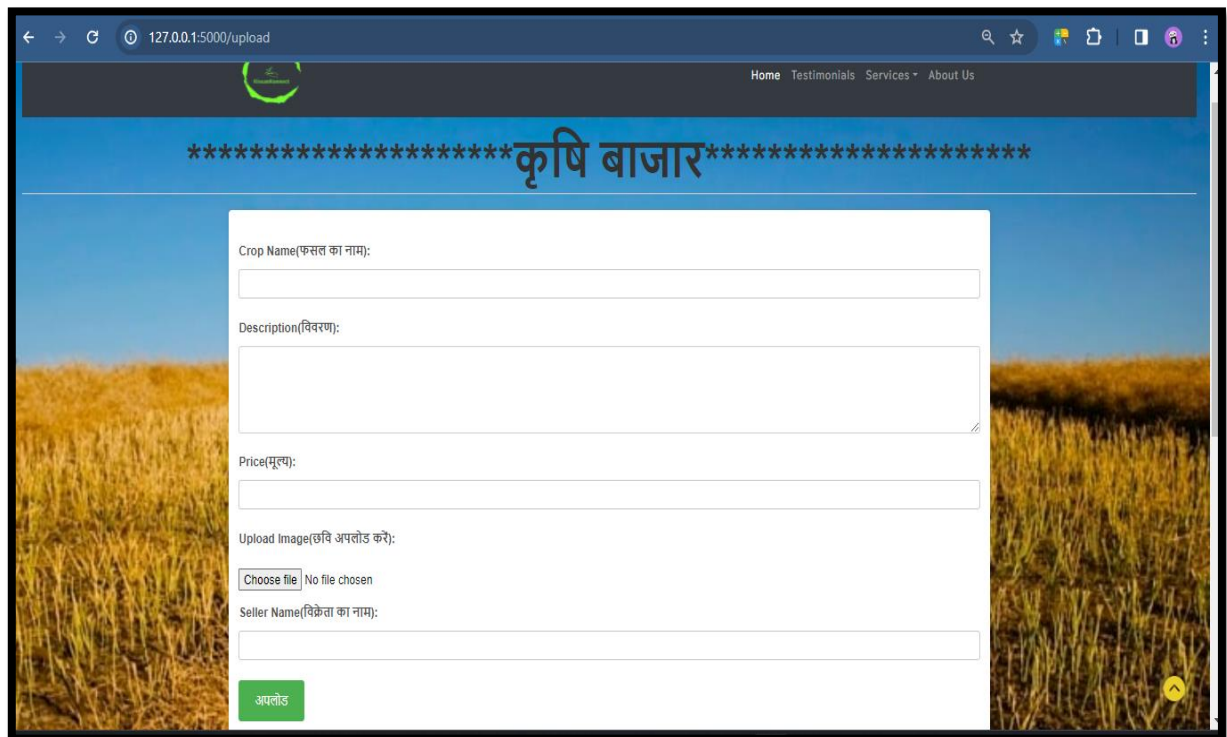 127.0.0.1:5000/upload
Home Testimonials Services About Us
*********************कृषि बाजार*********************
Crop Name(फसल का नाम):
Description(विवरण):
Price(मूल्य):
Upload Image(छवि अपलोड करें):
Choose file No file chosen
Seller Name(विक्रेता का नाम):
अपलोड